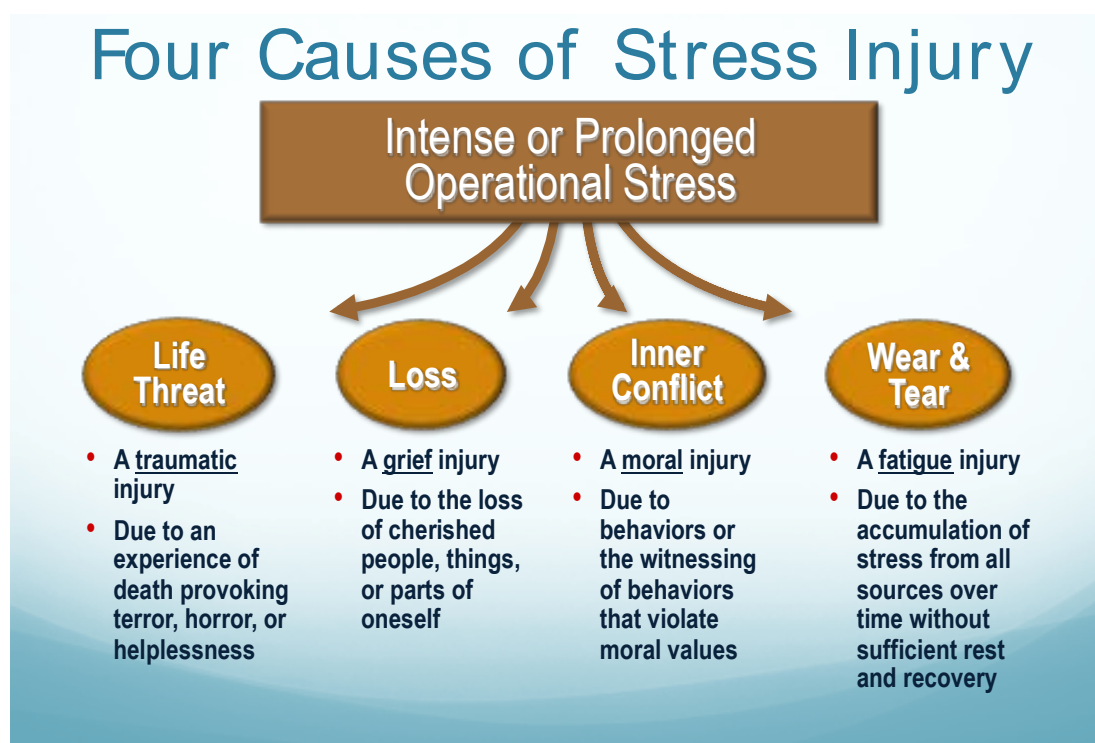 Four Causes of Stress Injury
Intense or Prolonged
Operational Stress
Life
Threat
• A traumatic
injury
• Due to an
experience of
death provoking
terror, horror, or
helplessness
Loss
• A grief injury
• Due to the loss
of cherished
people, things,
or parts of
oneself
Inner
Conflict
• A moral injury
• Due to
behaviors or
the witnessing
of behaviors
that violate
moral values
Wear &
Tear
• A fatigue injury
• Due to the
accumulation of
stress from all
sources over
time without
sufficient rest
and recovery